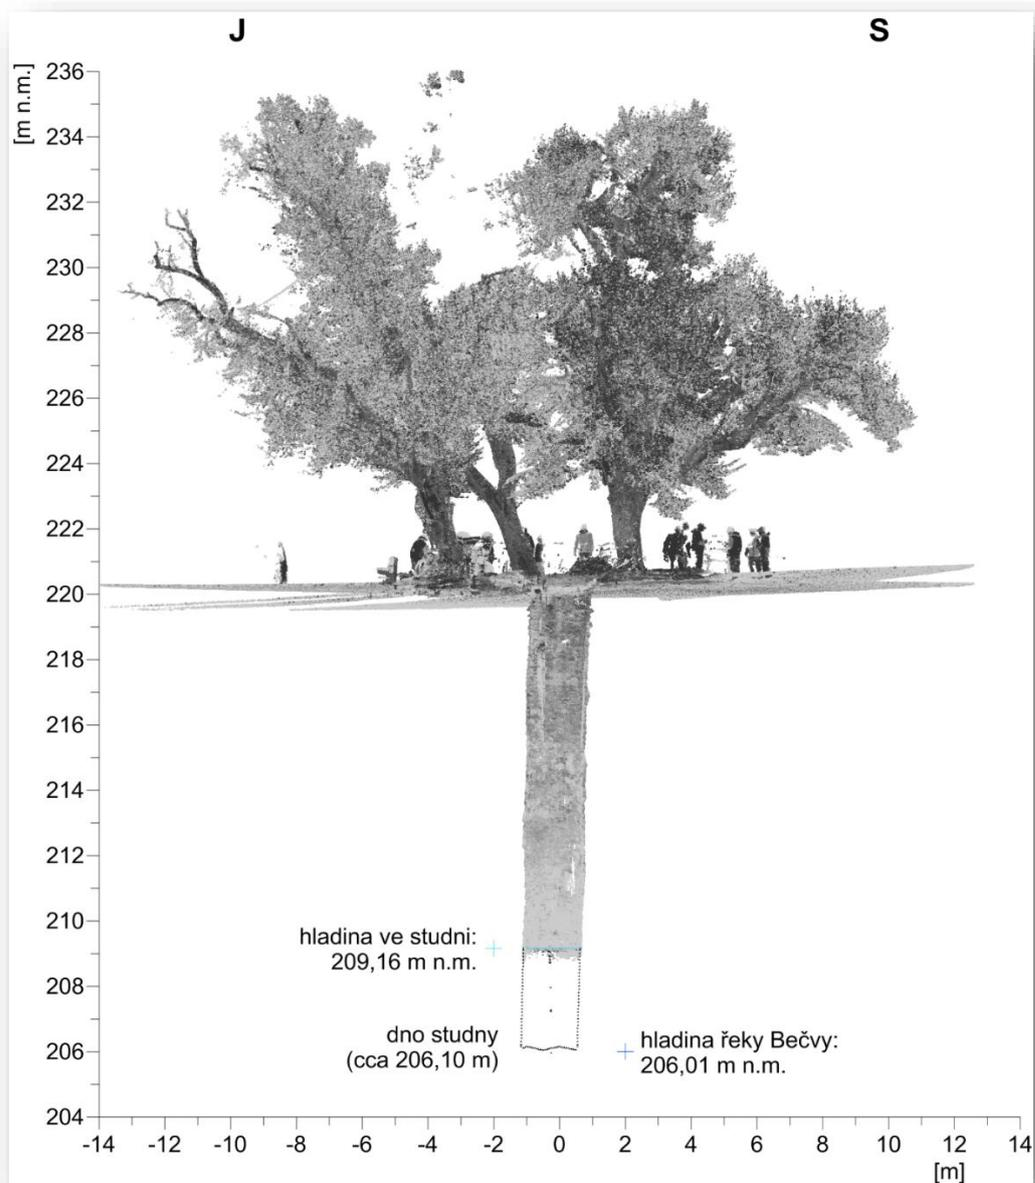 J
S
[m n.m.]
236
234
232
230
228
226
224
222
220
218
216
214
212
210
208
206
204
hladina ve studni:
209,16 m n.m.
dno studny
(cca 206,10 m)
hladina řeky Bečvy:
206,01 m n.m.
-14 -12 -10 -8 -6 -4 -2 0 2 4 6 8 10 12 14
[m]